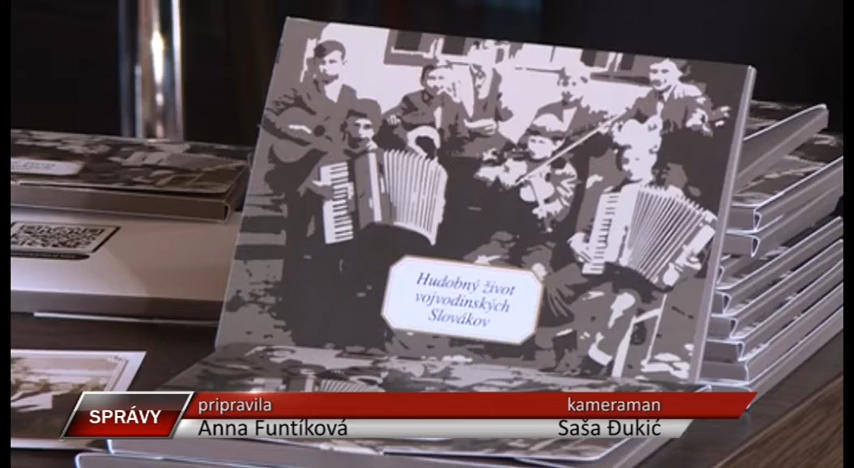 Hudobný život
vojvodinských
Slovákov
SPRÁVY
pripravila
kameraman
Anna Funtíková
Saša Đukić